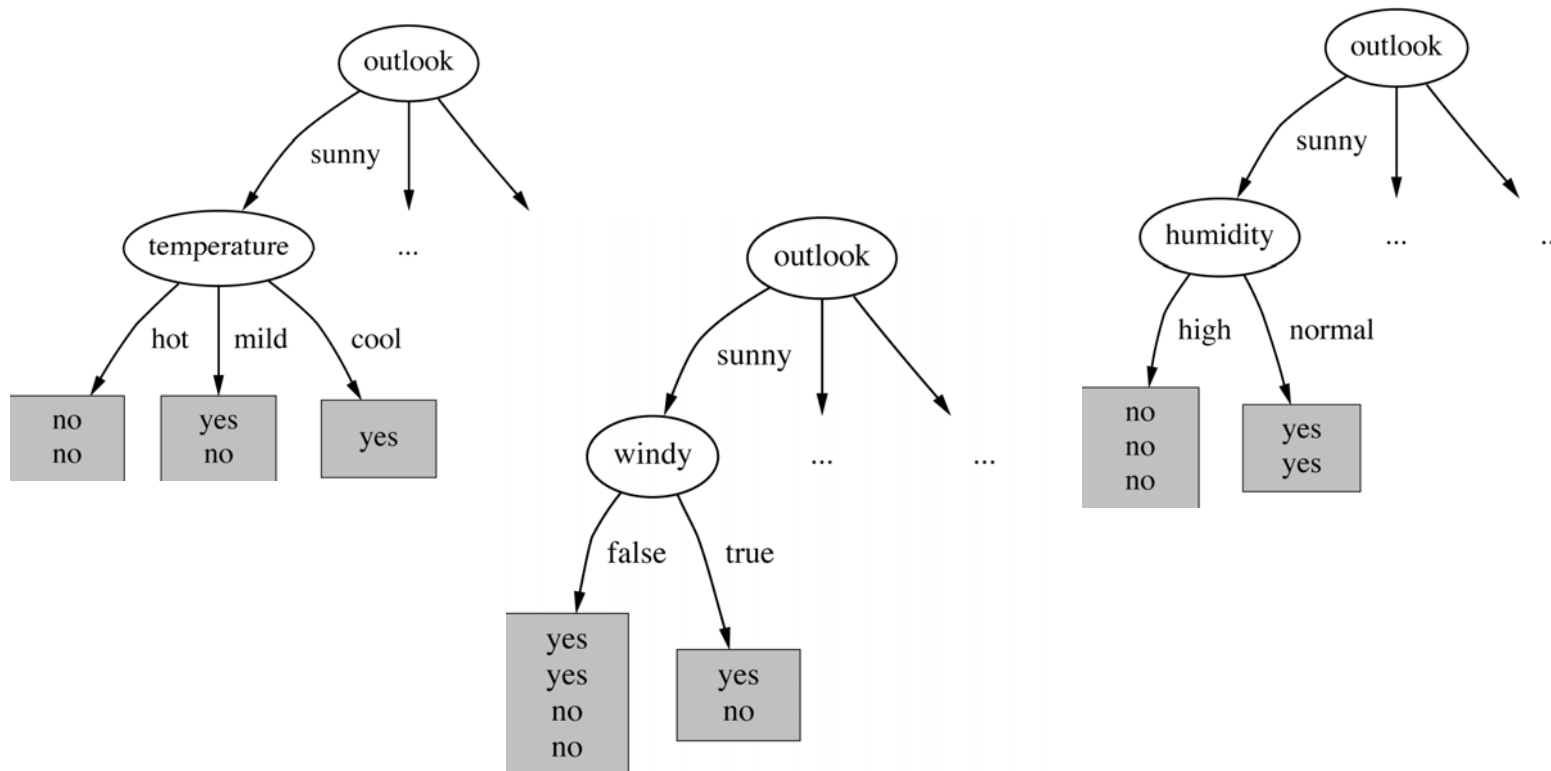 outlook
sunny
temperature
...
hot
mild
cool
no
no
yes
no
yes
outlook
sunny
windy
...
...
false
true
yes
yes
no
no
yes
no
outlook
sunny
humidity
...
..
high
normal
no
no
no
yes
yes